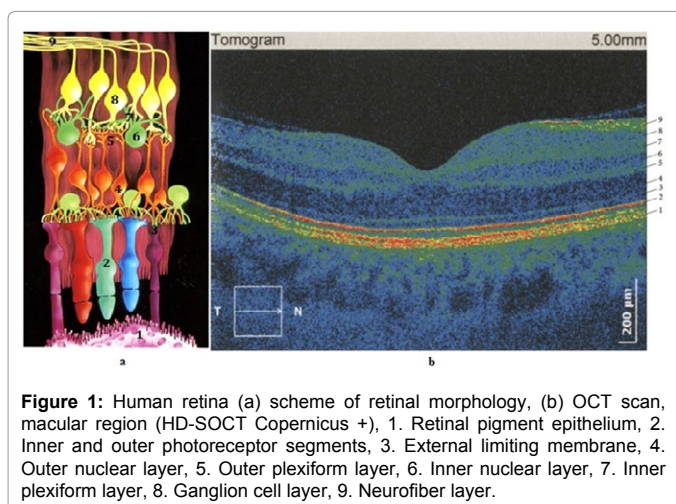 Tomogram 5.00mm
9
8
7
6
5
4
3
2
1
9
8
7
6
5
4
3
2
1
T N
200 µm
a b
Figure 1: Human retina (a) scheme of retinal morphology, (b) OCT scan,
macular region (HD-SOCT Copernicus +), 1. Retinal pigment epithelium, 2.
Inner and outer photoreceptor segments, 3. External limiting membrane, 4.
Outer nuclear layer, 5. Outer plexiform layer, 6. Inner nuclear layer, 7. Inner
plexiform layer, 8. Ganglion cell layer, 9. Neurofiber layer.